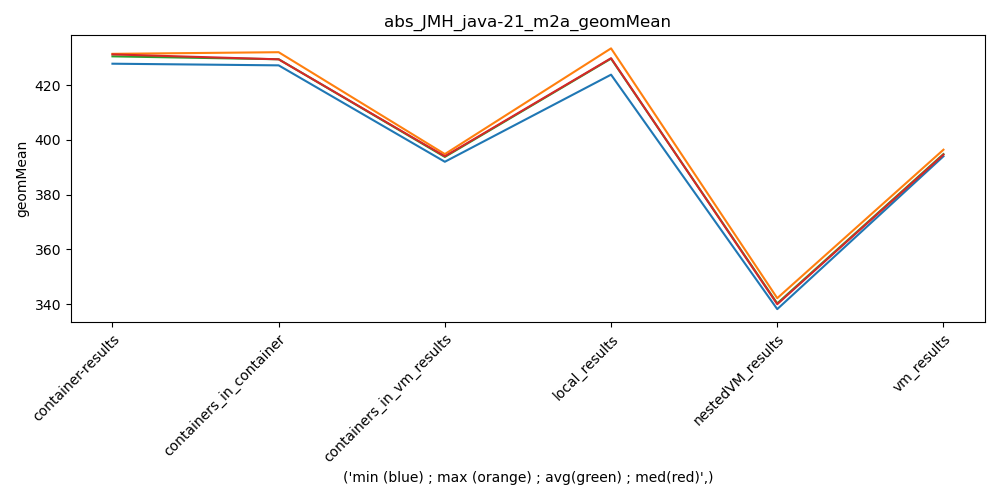 abs_JMH_java-21_m2a_geomMean
geomMean
420
400
380
360
340
container-results
containers_in_container
containers_in_vm_results
local_results
nestedVM_results
vm_results
('min (blue) ; max (orange) ; avg(green) ; med(red)',)